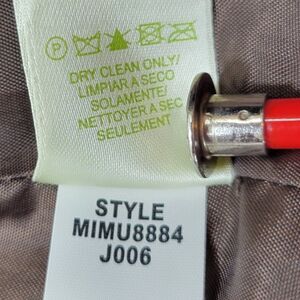 P
DRY CLEAN ONLY/
LIMPIAR A SECO
SOLAMENTE/
NETTOYER A SEC
SEULEMENT
STYLE
MIMU8884
J006